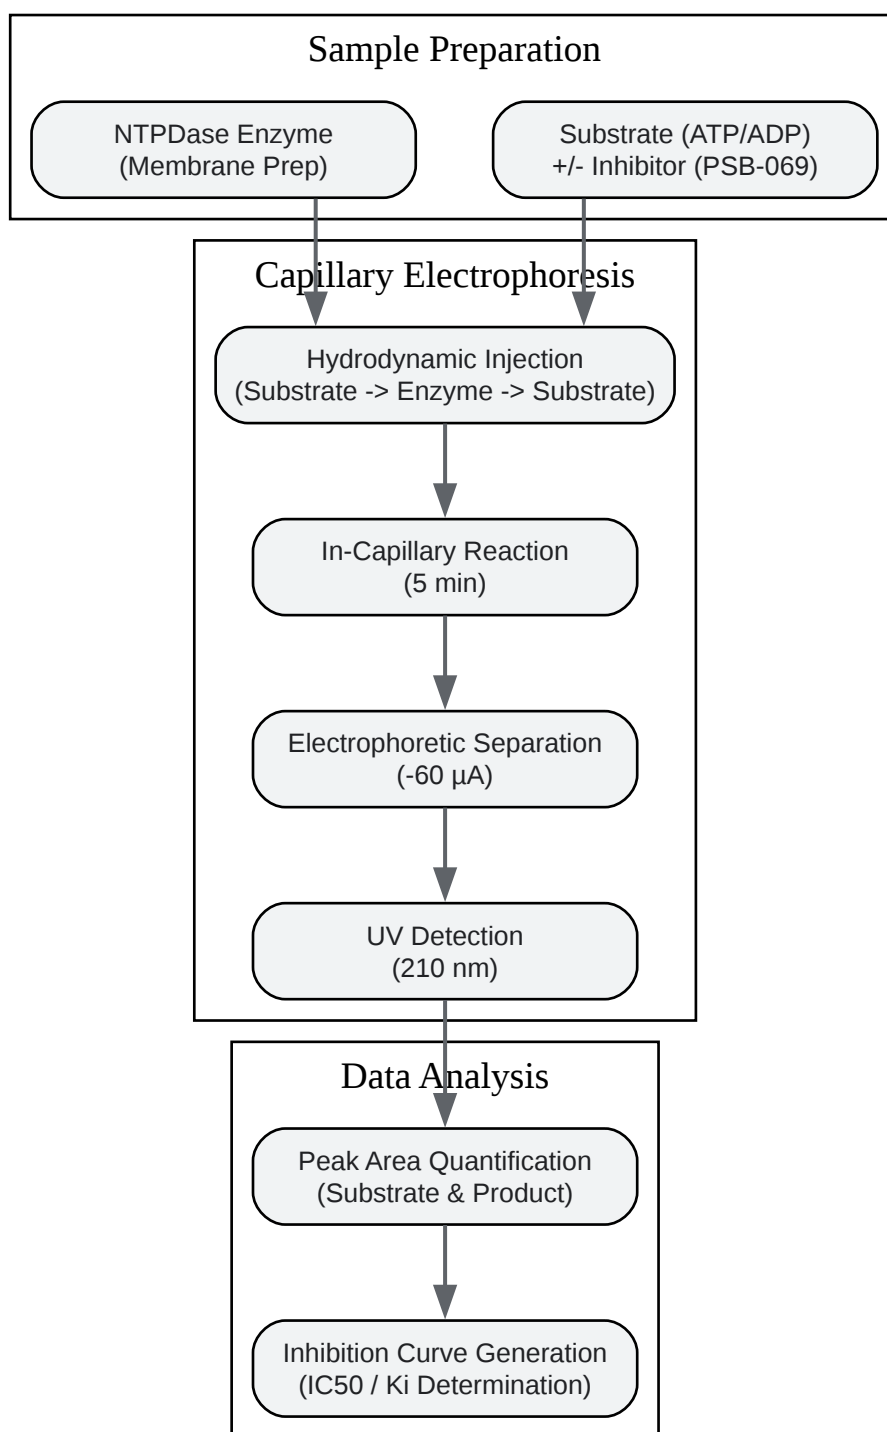 Sample Preparation
NTPDase Enzyme
(Membrane Prep)
Substrate (ATP/ADP)
+/- Inhibitor (PSB-069)
Capillary Electrophoresis
Hydrodynamic Injection
(Substrate -> Enzyme -> Substrate)
In-Capillary Reaction
(5 min)
Electrophoretic Separation
(-60 µA)
UV Detection
(210 nm)
Data Analysis
Peak Area Quantification
(Substrate & Product)
Inhibition Curve Generation
(IC50 / Ki Determination)